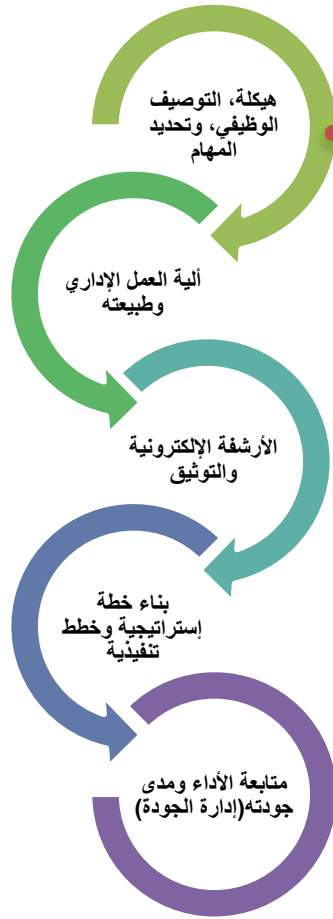 هيكلة، التوصيف
الوظيفي، وتحديد
المهام
ألية العمل الإداري
وطبيعته
الأرشفة الإلكترونية
والتوثيق
بناء خطة
إستراتيجية وخطط
تنفيذية
متابعة الأداء ومدى
جودته(إدارة الجودة)